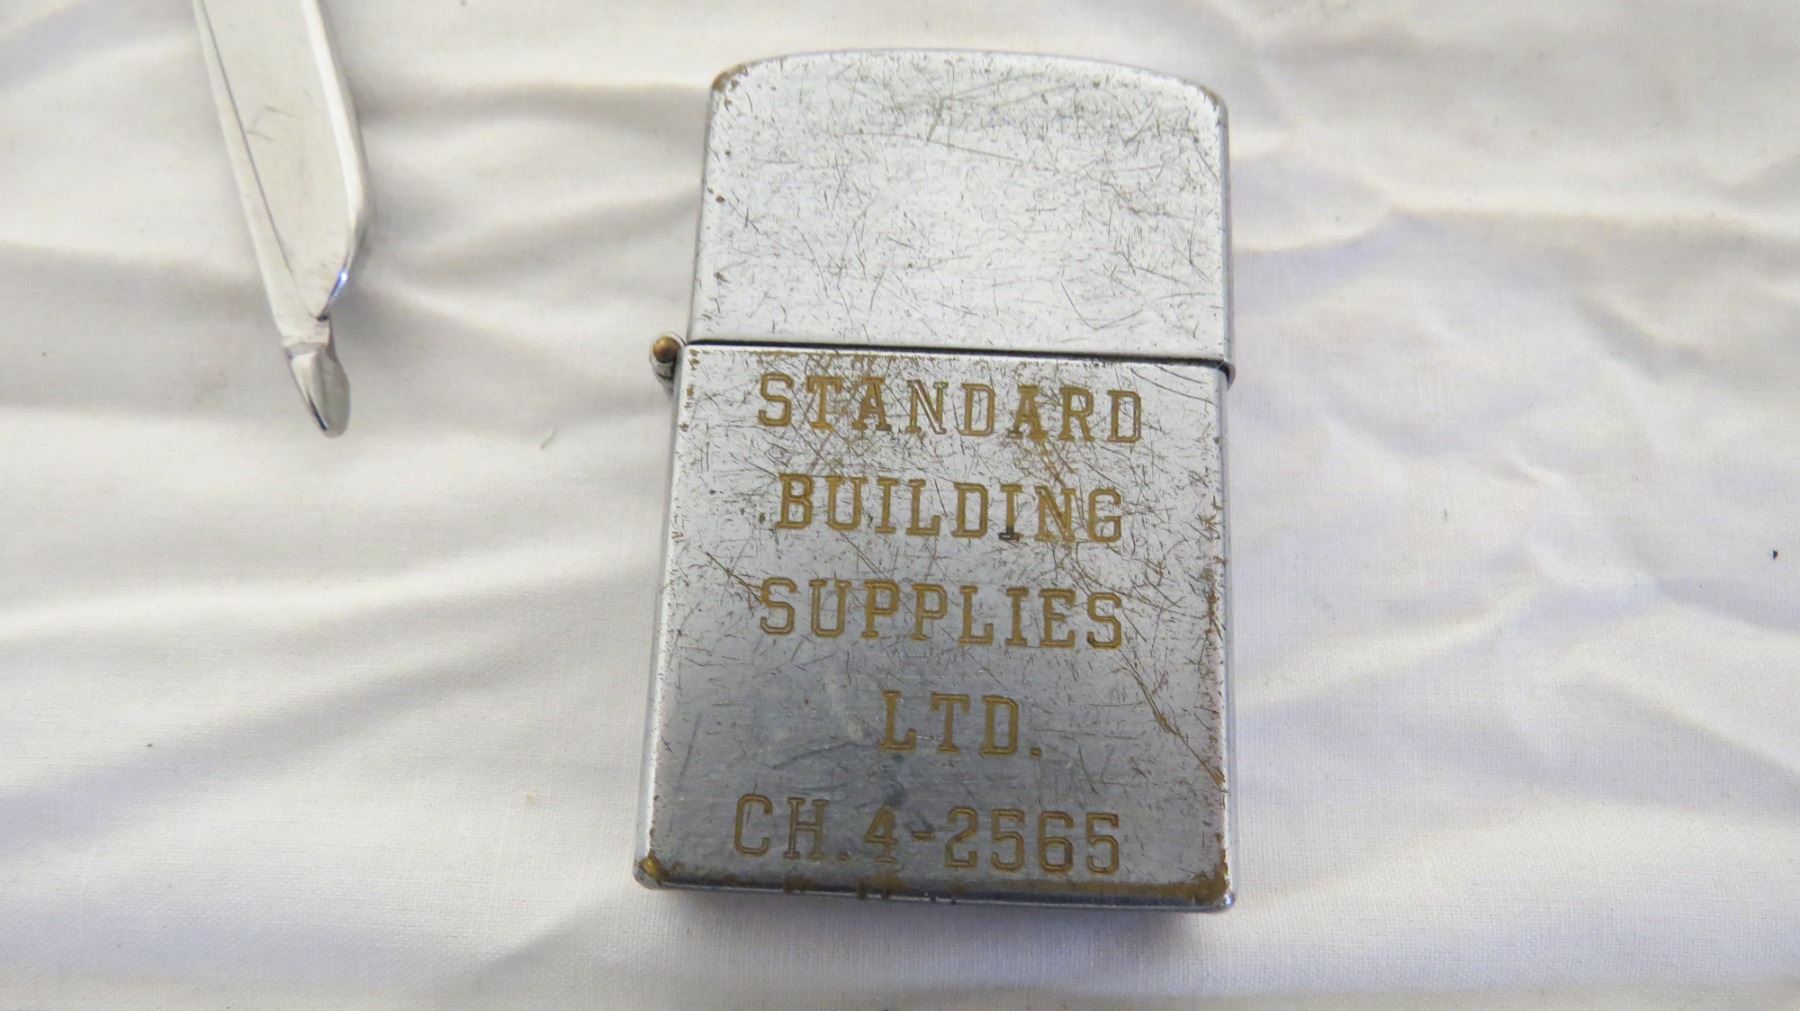 STANDARD
BUILDING
SUPPLIES
LTD.
CH.4-2565